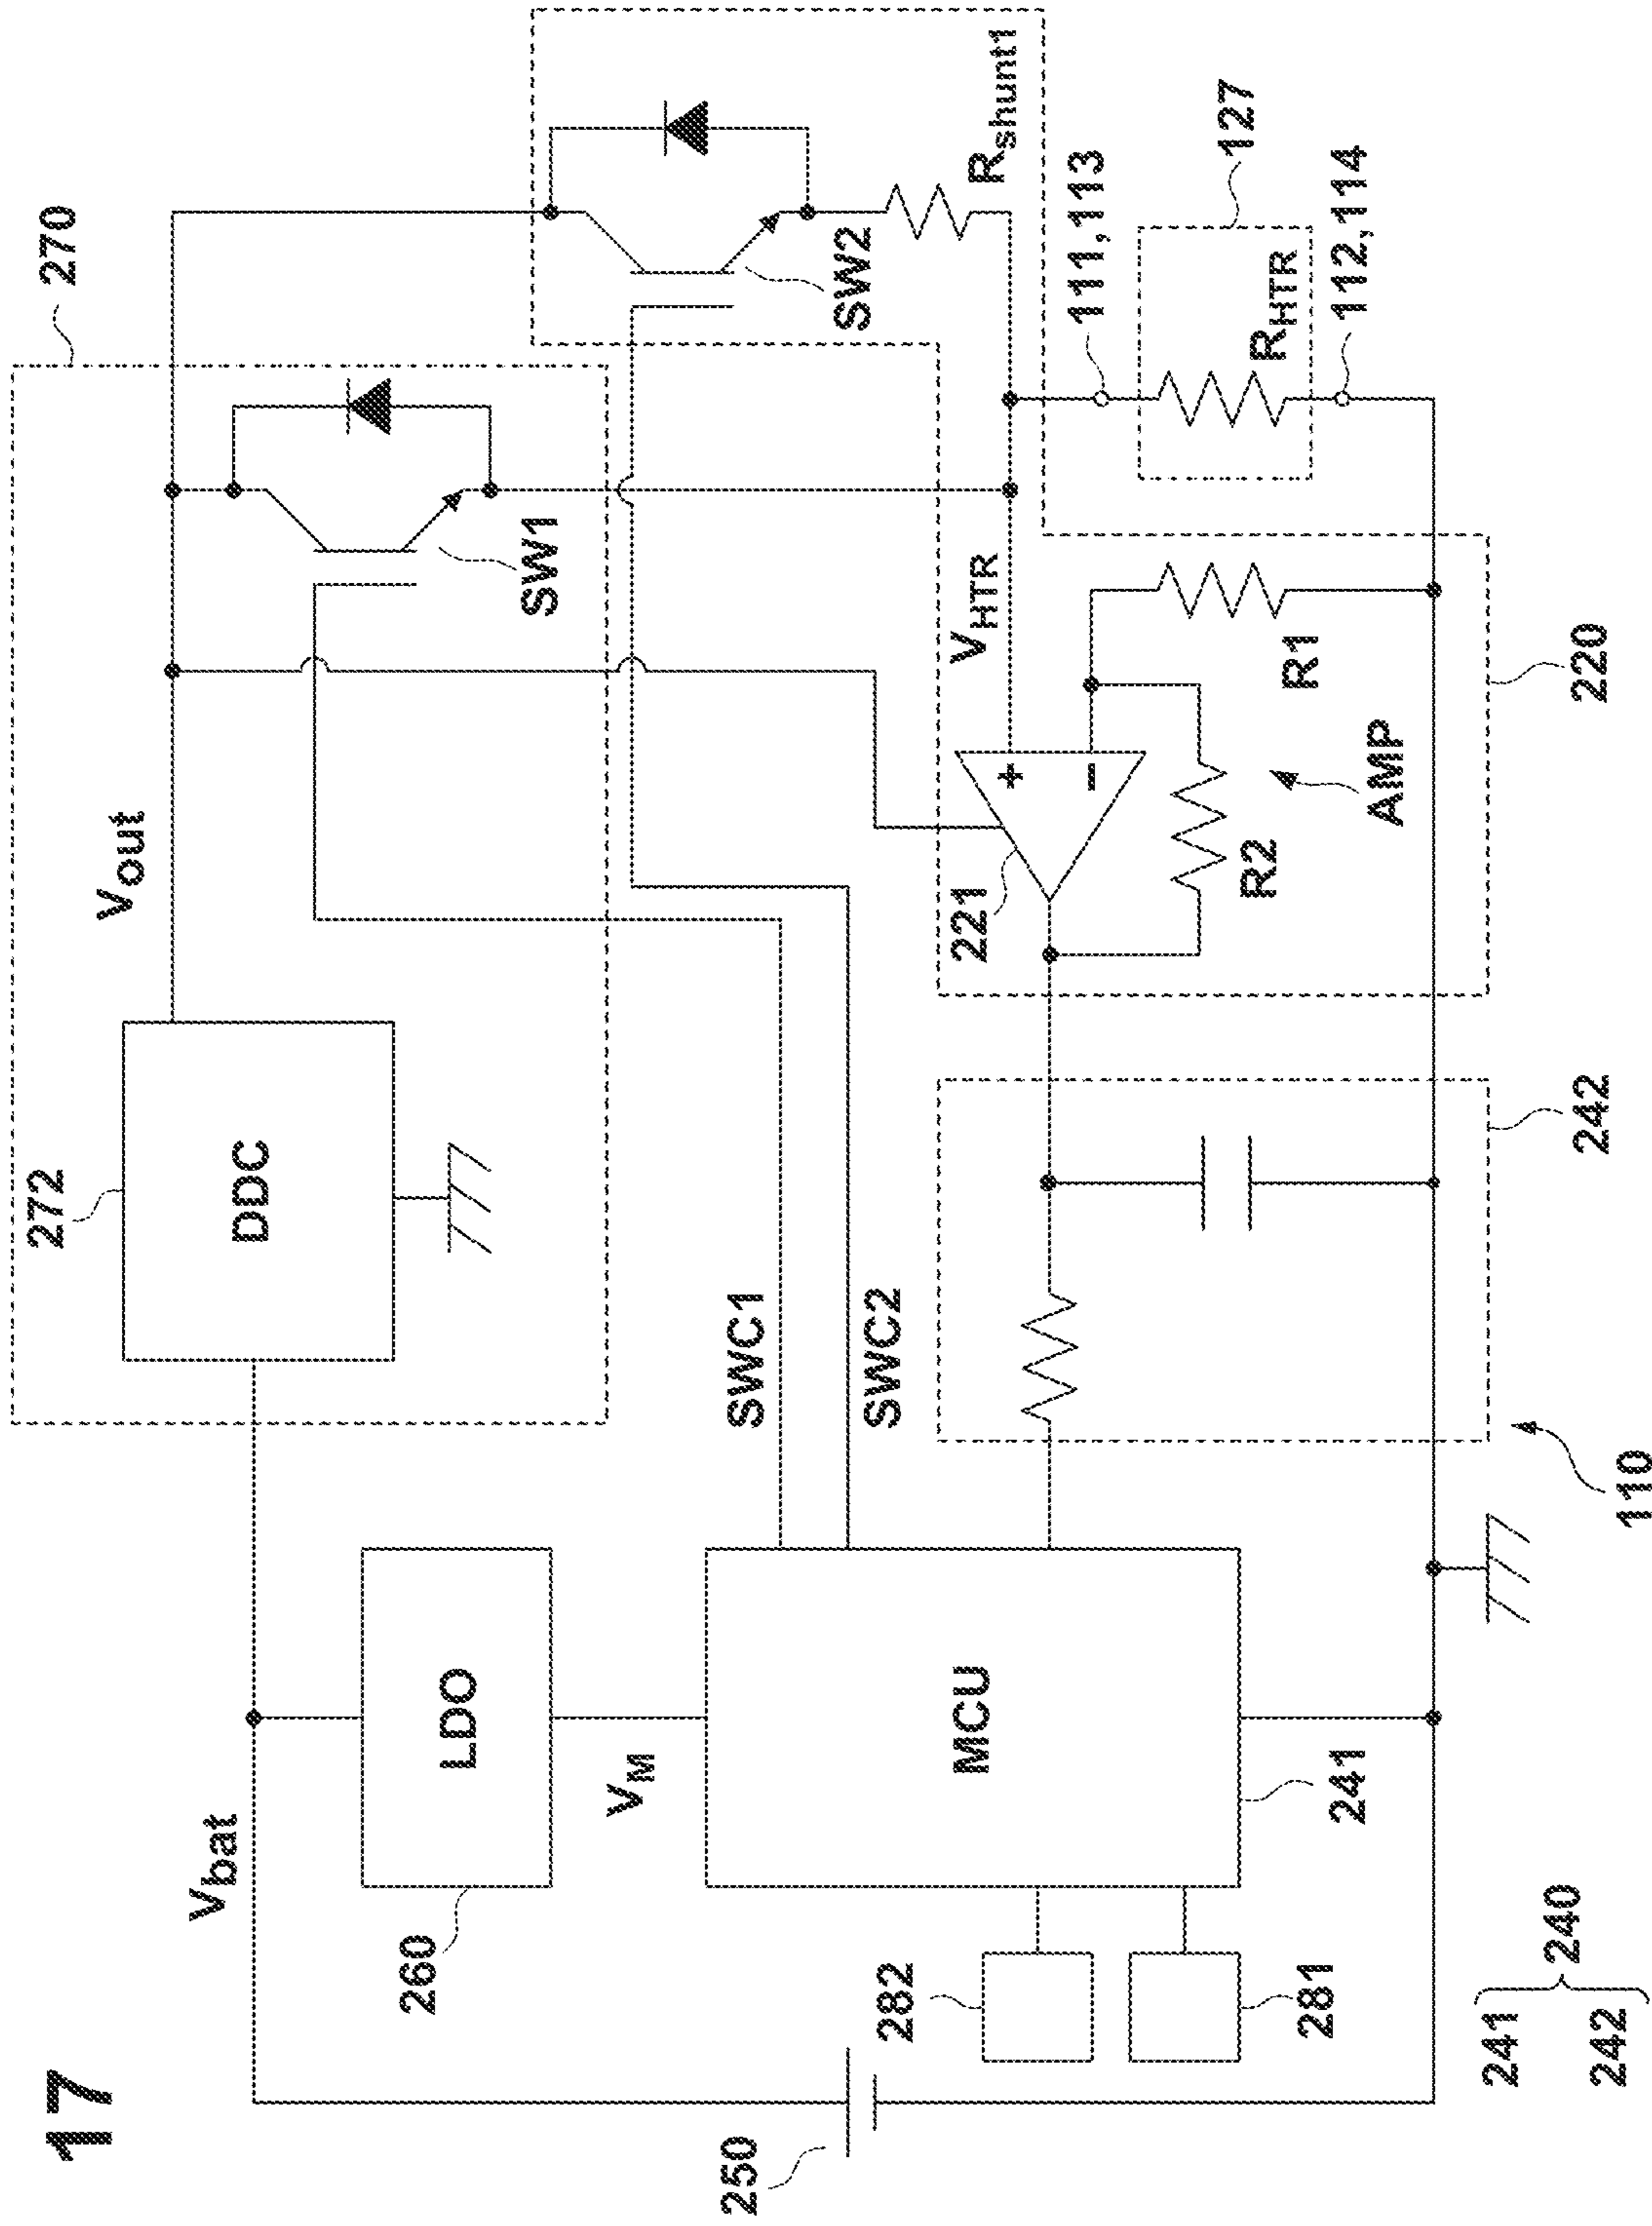 17
270
272
DDC
Vout
SW1
SW2
Rshunt1
Vbat
260
LDO
VM
SWC1
SWC2
VHTR
111,113
127
RHTR
112,114
250
282
281
MCU
241
221
+
−
R1
R2
AMP
220
242
110
241
242
240